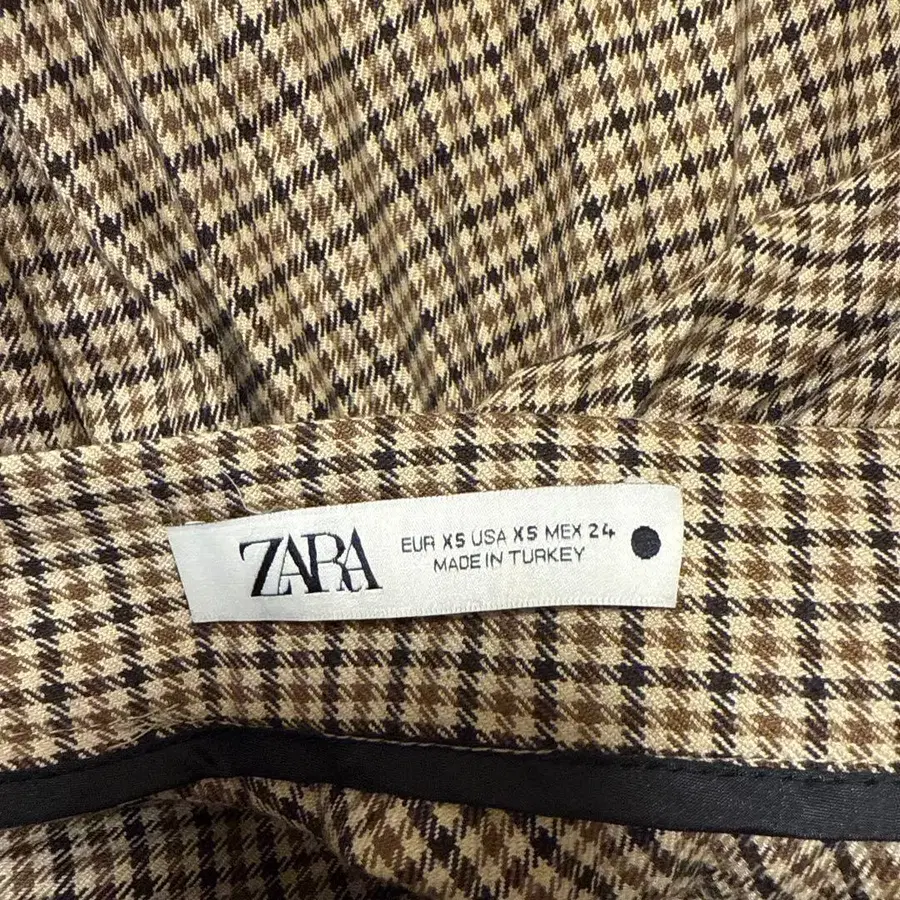 ZARA
EUR XS USA XS MEX 24
MADE IN TURKEY